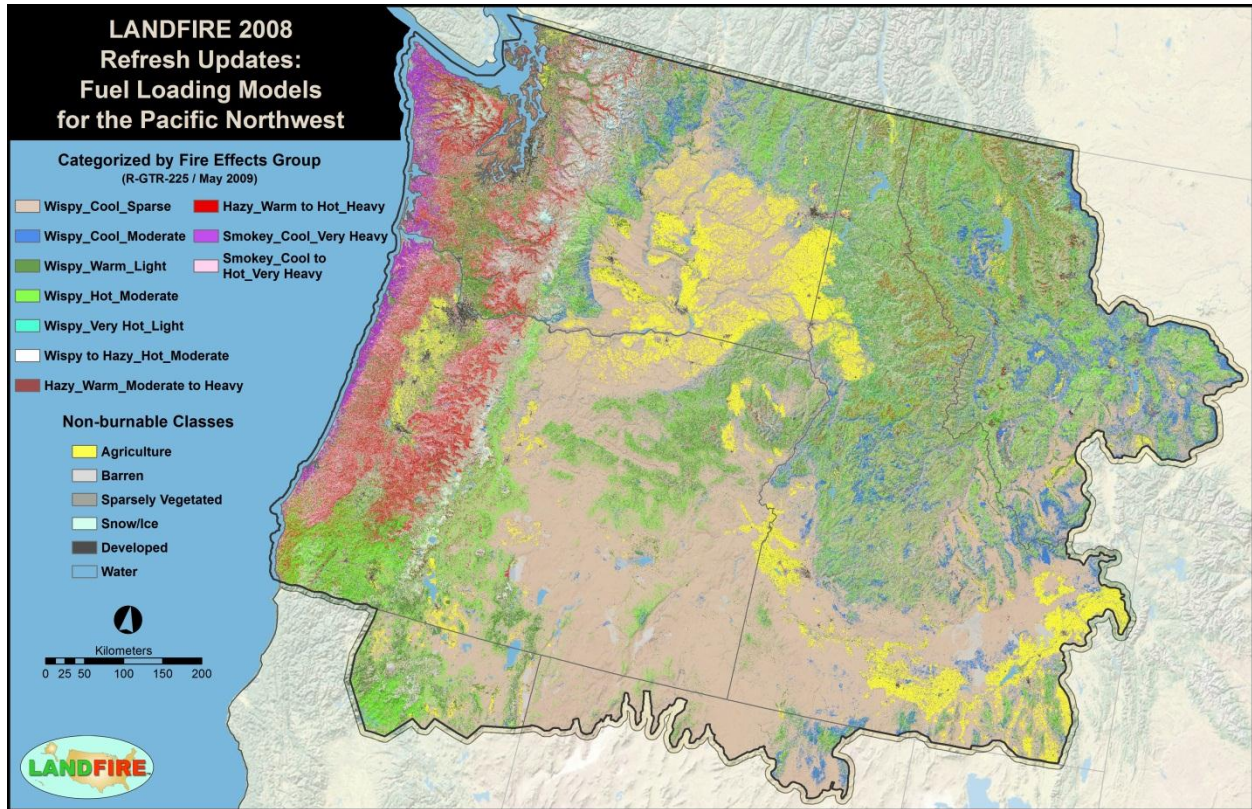 LANDFIRE 2008
Refresh Updates:
Fuel Loading Models
for the Pacific Northwest
Categorized by Fire Effects Group
(R-GTR-225 / May 2009)
Wispy_Cool_Sparse
Wispy_Cool_Moderate
Wispy_Warm_Light
Wispy_Hot_Moderate
Wispy_Very Hot_Light
Wispy to Hazy_Hot_Moderate
Hazy_Warm_Moderate to Heavy
Hazy_Warm to Hot_Heavy
Smokey_Cool_Very Heavy
Smokey_Cool to
Hot_Very Heavy
Non-burnable Classes
Agriculture
Barren
Sparsely Vegetated
Snow/Ice
Developed
Water
Kilometers
0 25 50 100 150 200
LANDFIRE